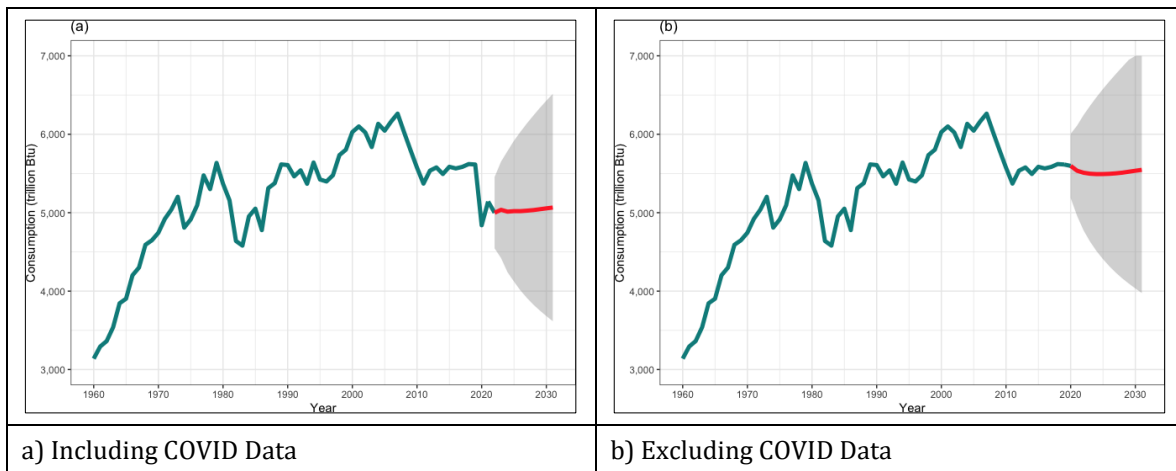 (a)
7,000
6,000
5,000
4,000
3,000
Consumption (trillion Btu)
1960 1970 1980 1990 2000 2010 2020 2030
Year
a) Including COVID Data
(b)
7,000
6,000
5,000
4,000
3,000
Consumption (trillion Btu)
1960 1970 1980 1990 2000 2010 2020 2030
Year
b) Excluding COVID Data